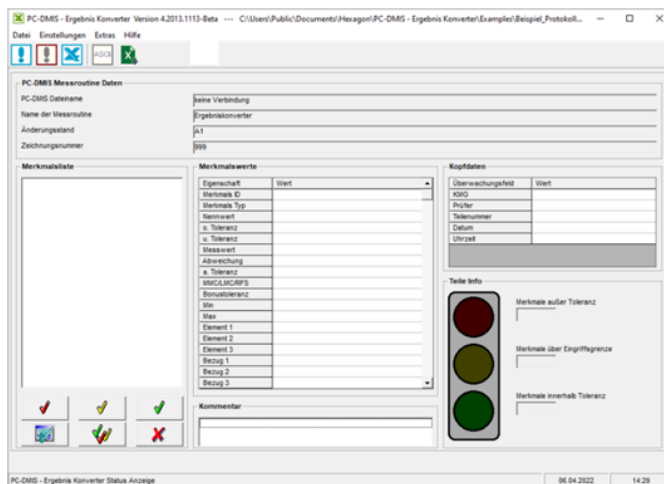 PC-DMIS - Ergebnis Konverter Version 4.2013.1113-Beta --- C:\Users\Public\Documents\Hexagon\PC-DMIS - Ergebnis Konverter\Examples\Beispiel_Protokoll...
Datei Einstellungen Extras Hilfe
ASCII
PC-DMIS Messroutine Daten
PC-DMIS Dateiname keine Verbindung
Name der Messroutine Ergebniskonverter
Änderungsstand A1
Zeichnungsnummer 999
Merkmalsliste
Merkmalswerte
Eigenschaft Wert
Merkmals ID
Merkmals Typ
Nennwert
o. Toleranz
u. Toleranz
Messwert
Abweichung
a. Toleranz
MMC/LMC/RFS
Bonustoleranz
Min
Max
Element 1
Element 2
Element 3
Bezug 1
Bezug 2
Bezug 3
Kommentar
Kopfdaten
Überwachungsfeld Wert
KMG
Prüfer
Teilenummer
Datum
Uhrzeit
Teile Info
Merkmale außer Toleranz
Merkmale über Eingriffsgrenze
Merkmale innerhalb Toleranz
PC-DMIS - Ergebnis Konverter Status Anzeige 06.04.2022 14:29